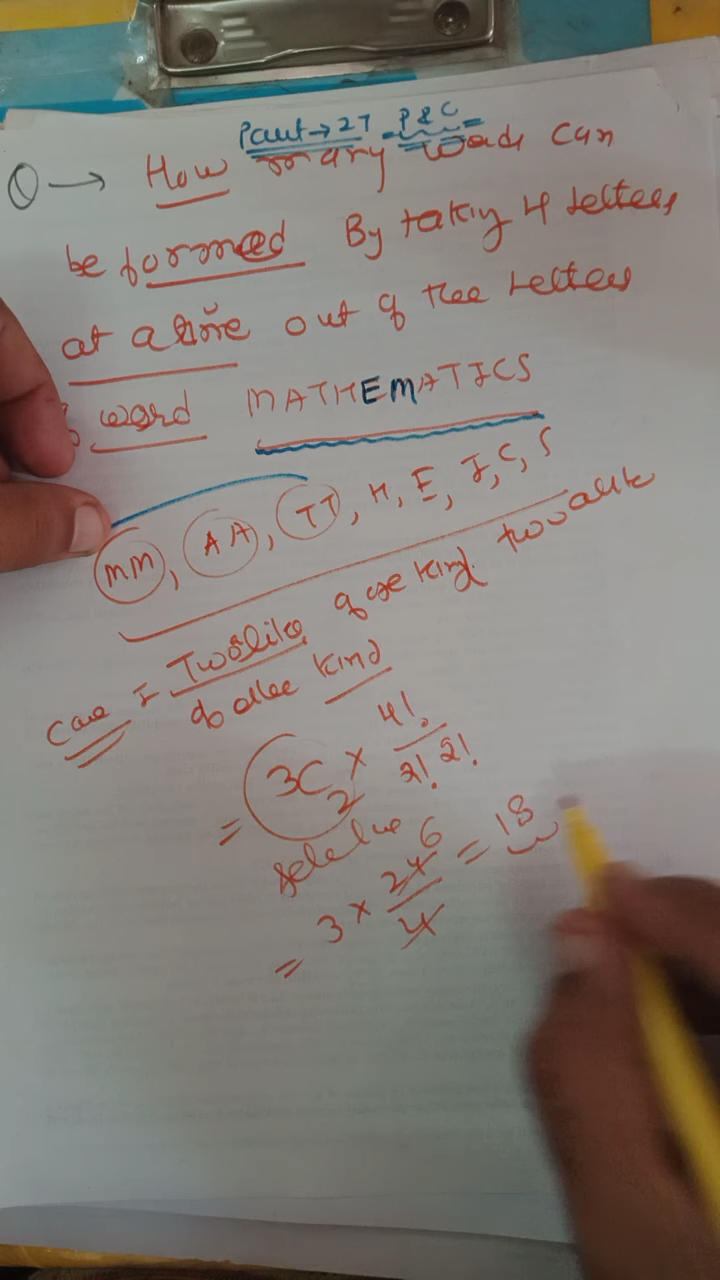 Part → 27 P & C
Q → How many words can
be formed By taking 4 letters
at a time out of the letters
of word MATHEMATICS
MM, AA, TT, H, E, I, C, S
Case I Two alike of one kind two alike
of other kind
= 3C2 × 4! / 2! 2!
Selection
= 3 × 24 / 4 6 = 18